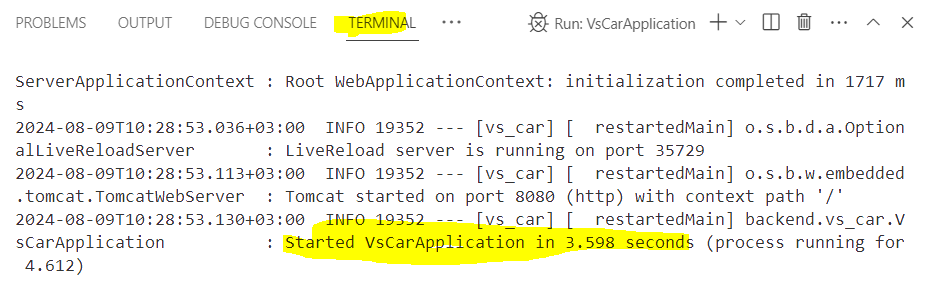 PROBLEMS OUTPUT DEBUG CONSOLE TERMINAL ··· Run: VsCarApplication
ServerApplicationContext : Root WebApplicationContext: initialization completed in 1717 m
s
2024-08-09T10:28:53.036+03:00  INFO 19352 --- [vs_car] [  restartedMain] o.s.b.d.a.Option
alLiveReloadServer       : LiveReload server is running on port 35729
2024-08-09T10:28:53.113+03:00  INFO 19352 --- [vs_car] [  restartedMain] o.s.b.w.embedded
.tomcat.TomcatWebServer  : Tomcat started on port 8080 (http) with context path '/'
2024-08-09T10:28:53.130+03:00  INFO 19352 --- [vs_car] [  restartedMain] backend.vs_car.V
sCarApplication          : Started VsCarApplication in 3.598 seconds (process running for
 4.612)